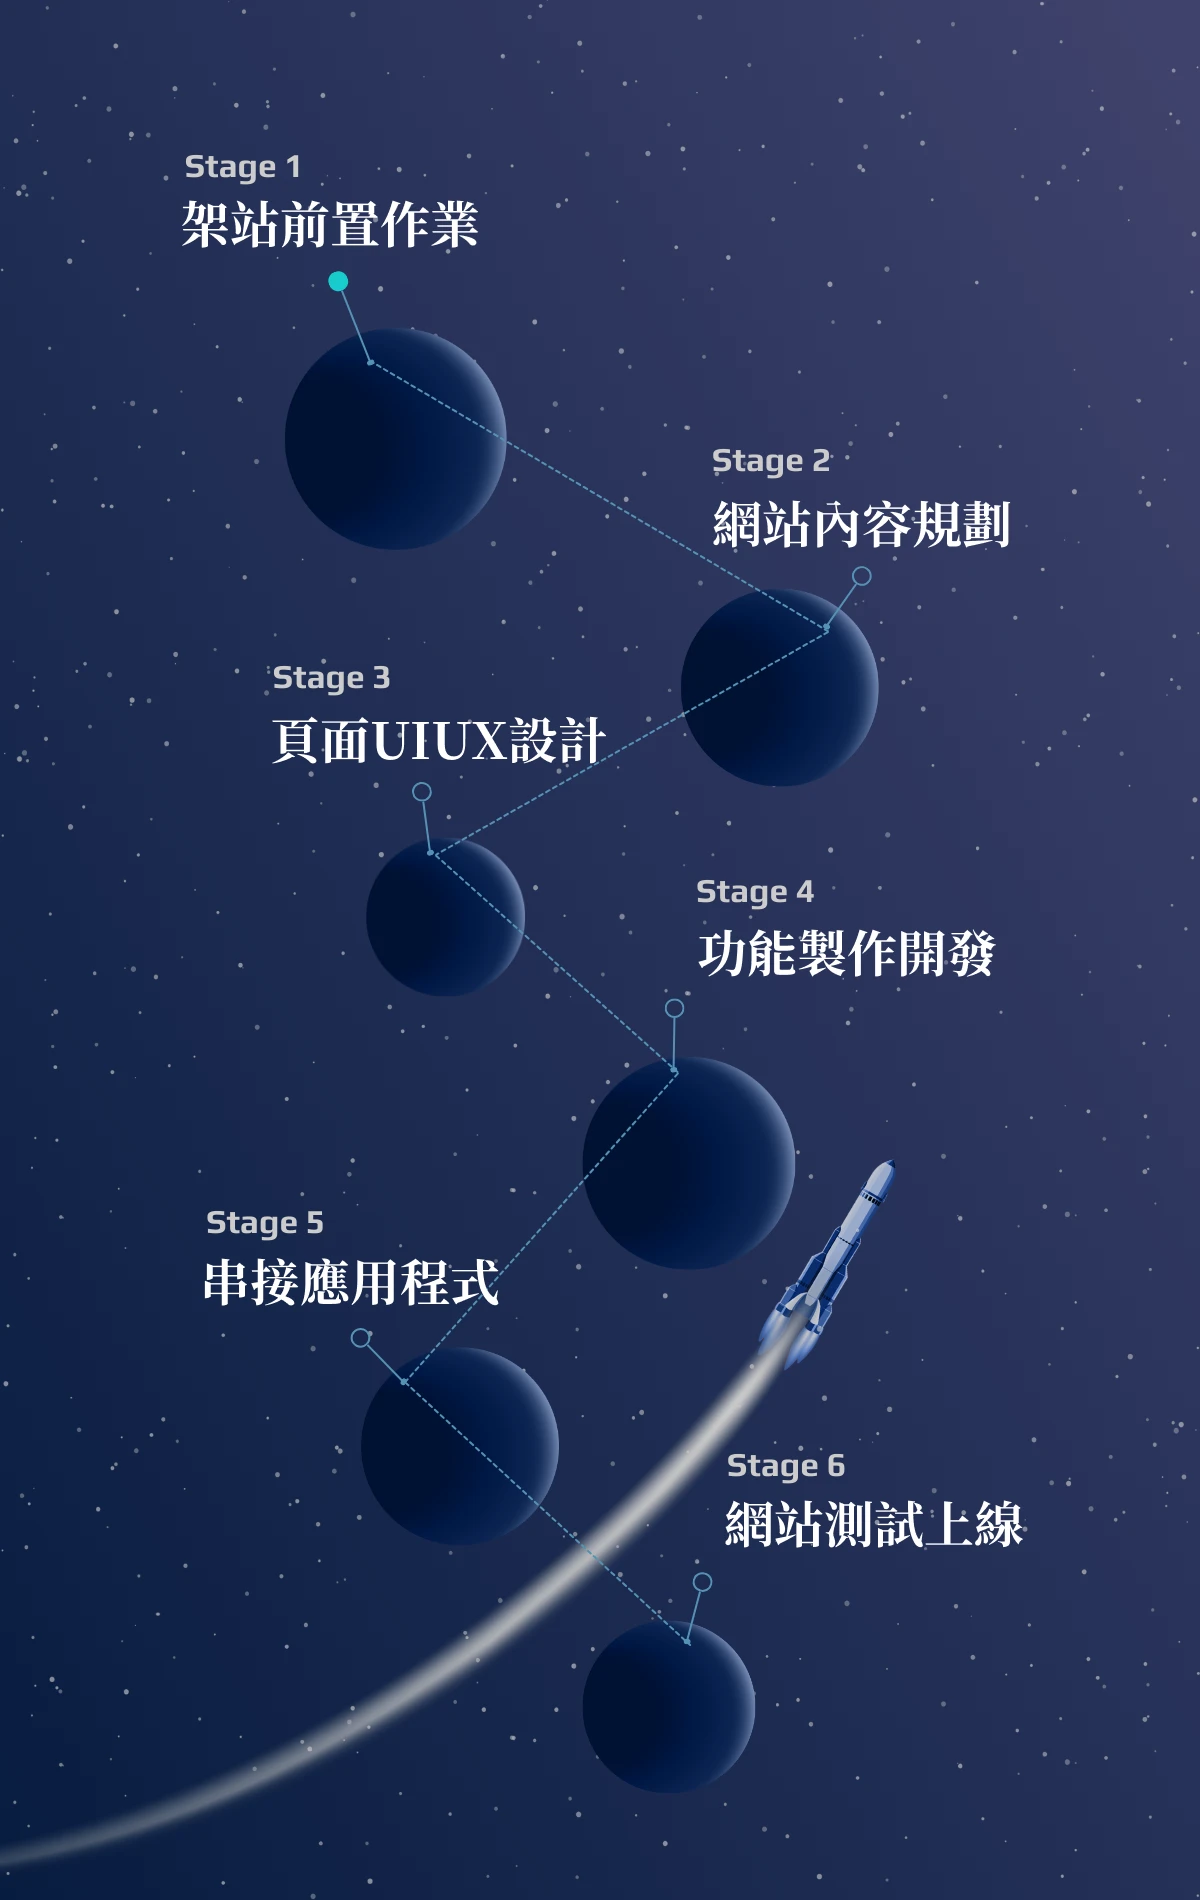 Stage 1
架站前置作業
Stage 2
網站內容規劃
Stage 3
頁面UIUX設計
Stage 4
功能製作開發
Stage 5
串接應用程式
Stage 6
網站測試上線